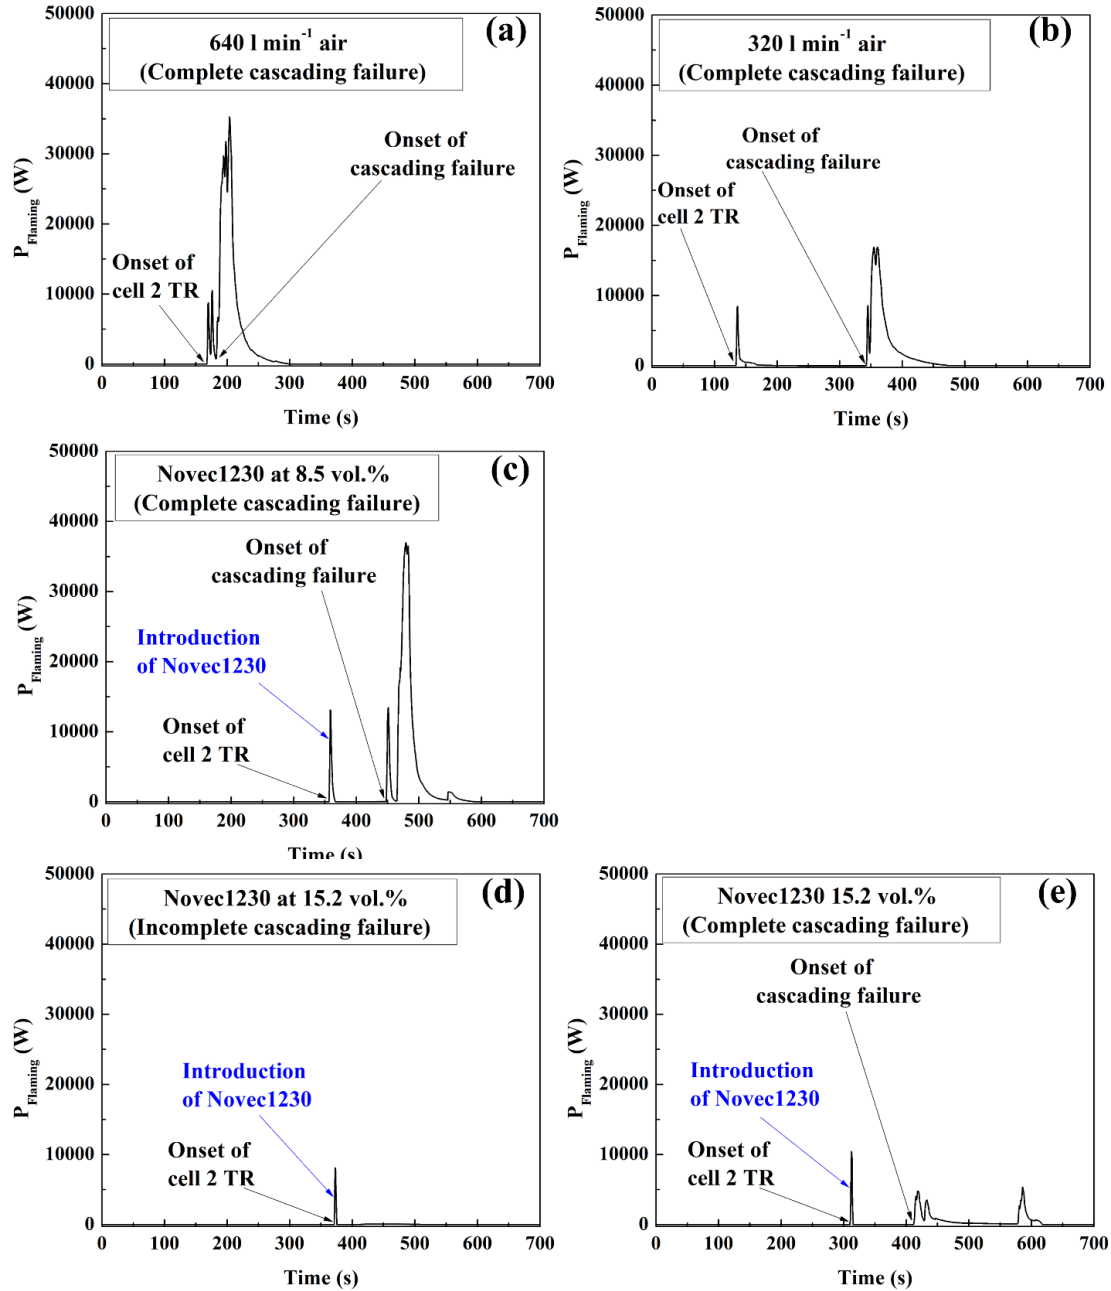 (a)
640 l min⁻¹ air
(Complete cascading failure)
Onset of
cascading failure
Onset of
cell 2 TR
P_Flaming (W)
50000
40000
30000
20000
10000
0
0 100 200 300 400 500 600 700
Time (s)
(b)
320 l min⁻¹ air
(Complete cascading failure)
Onset of
cascading failure
Onset of
cell 2 TR
P_Flaming (W)
50000
40000
30000
20000
10000
0
0 100 200 300 400 500 600 700
Time (s)
(c)
Novec1230 at 8.5 vol.%
(Complete cascading failure)
Onset of
cascading failure
Introduction
of Novec1230
Onset of
cell 2 TR
P_Flaming (W)
50000
40000
30000
20000
10000
0
0 100 200 300 400 500 600 700
Time (s)
(d)
Novec1230 at 15.2 vol.%
(Incomplete cascading failure)
Introduction
of Novec1230
Onset of
cell 2 TR
P_Flaming (W)
50000
40000
30000
20000
10000
0
0 100 200 300 400 500 600 700
Time (s)
(e)
Novec1230 15.2 vol.%
(Complete cascading failure)
Onset of
cascading failure
Introduction
of Novec1230
Onset of
cell 2 TR
P_Flaming (W)
50000
40000
30000
20000
10000
0
0 100 200 300 400 500 600 700
Time (s)